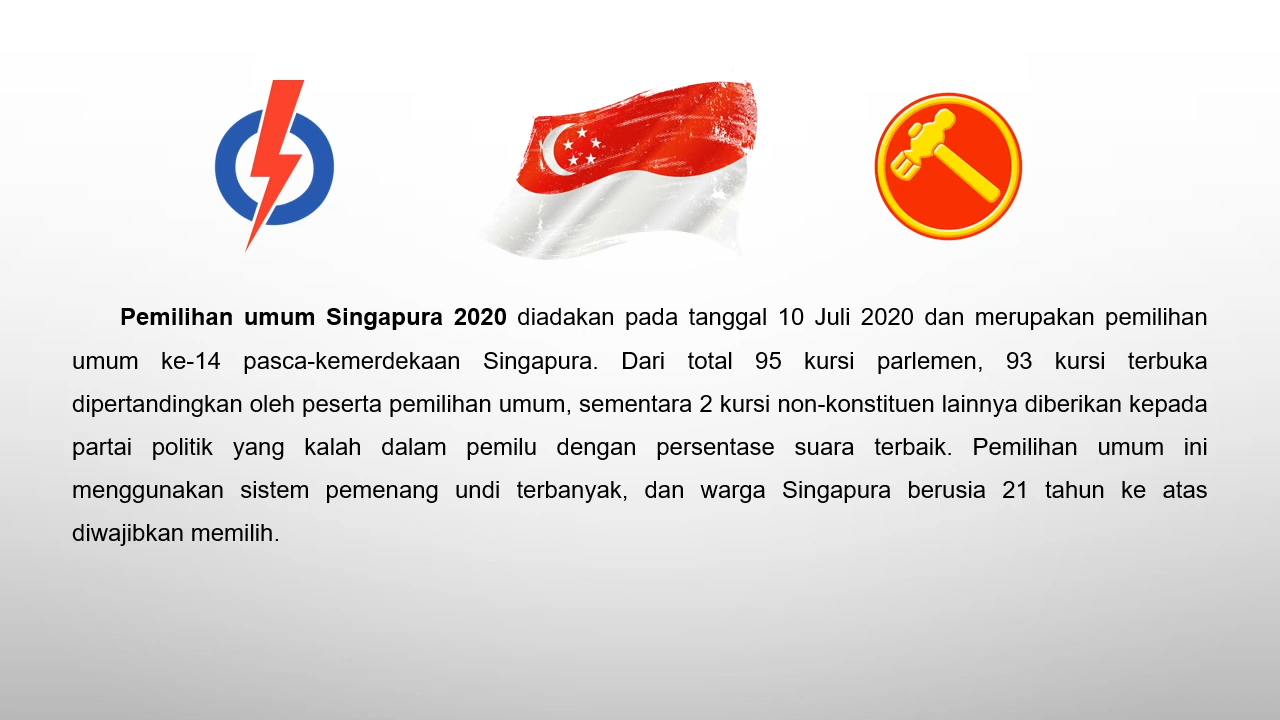 Pemilihan umum Singapura 2020 diadakan pada tanggal 10 Juli 2020 dan merupakan pemilihan
umum ke-14 pasca-kemerdekaan Singapura. Dari total 95 kursi parlemen, 93 kursi terbuka
dipertandingkan oleh peserta pemilihan umum, sementara 2 kursi non-konstituen lainnya diberikan kepada
partai politik yang kalah dalam pemilu dengan persentase suara terbaik. Pemilihan umum ini
menggunakan sistem pemenang undi terbanyak, dan warga Singapura berusia 21 tahun ke atas
diwajibkan memilih.